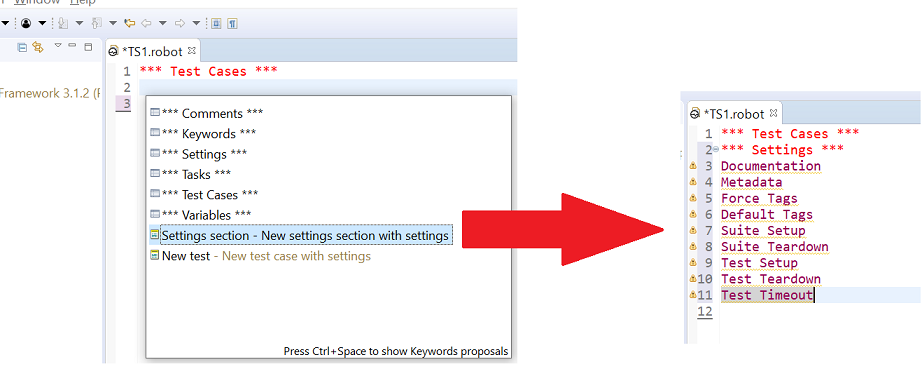 Window Help
*TS1.robot
1 *** Test Cases ***
2
3
Framework 3.1.2 (
*** Comments ***
*** Keywords ***
*** Settings ***
*** Tasks ***
*** Test Cases ***
*** Variables ***
Settings section - New settings section with settings
New test - New test case with settings
Press Ctrl+Space to show Keywords proposals
*TS1.robot
1 *** Test Cases ***
2 *** Settings ***
3 Documentation
4 Metadata
5 Force Tags
6 Default Tags
7 Suite Setup
8 Suite Teardown
9 Test Setup
10 Test Teardown
11 Test Timeout
12